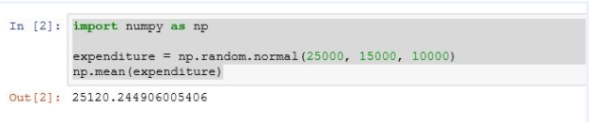 In [2]: import numpy as np
expenditure = np.random.normal(25000, 15000, 10000)
np.mean(expenditure)
Out[2]: 25120.244906005406